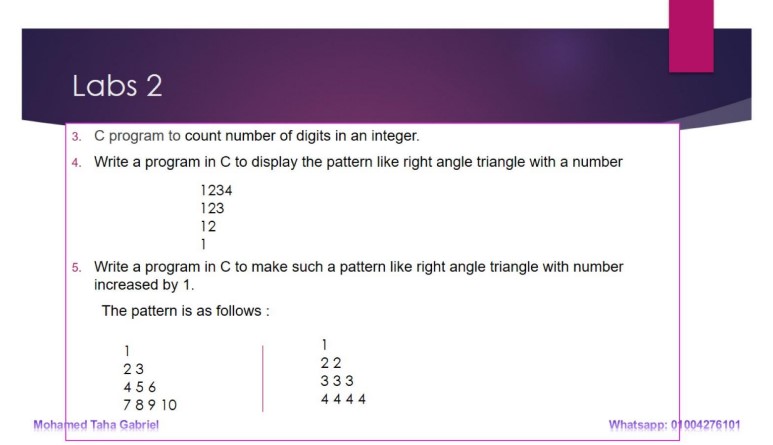 Labs 2
3. C program to count number of digits in an integer.
4. Write a program in C to display the pattern like right angle triangle with a number
1234
123
12
1
5. Write a program in C to make such a pattern like right angle triangle with number
increased by 1.
The pattern is as follows :
1
2 3
4 5 6
7 8 9 10
1
2 2
3 3 3
4 4 4 4
Mohamed Taha Gabriel
Whatsapp: 01004276101